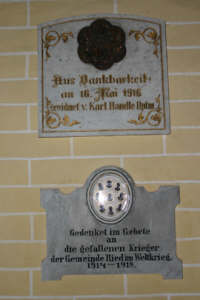 Aus Dankbarkeit
am 16. Mai 1916
gewidmet v. Karl Handle
Gedenket im Gebete
an
die gefallenen Krieger
der Gemeinde Ried im Weltkrieg
1914-1918.